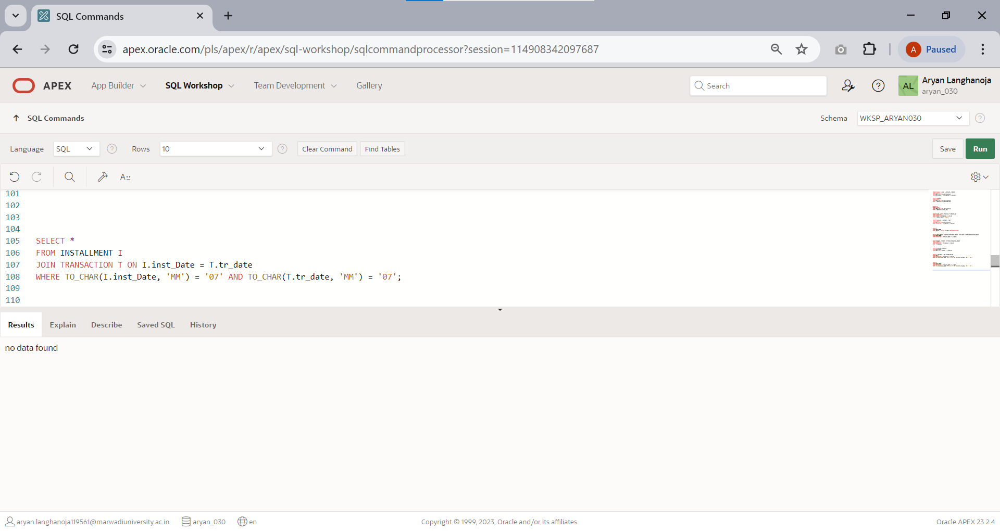 SQL Commands
apex.oracle.com/pls/apex/r/apex/sql-workshop/sqlcommandprocessor?session=114908342097687
A Paused
APEX App Builder SQL Workshop Team Development Gallery
Search
AL Aryan Langhanoja
aryan_030
SQL Commands
Schema WKSP_ARYAN030
Language SQL Rows 10 Clear Command Find Tables
Save Run
A::
101
102
103
104
105 SELECT *
106 FROM INSTALLMENT I
107 JOIN TRANSACTION T ON I.inst_Date = T.tr_date
108 WHERE TO_CHAR(I.inst_Date, 'MM') = '07' AND TO_CHAR(T.tr_date, 'MM') = '07';
109
110
Results Explain Describe Saved SQL History
no data found
aryan.langhanoja119561@marwadiuniversity.ac.in aryan_030 en
Copyright © 1999, 2023, Oracle and/or its affiliates.
Oracle APEX 23.2.4